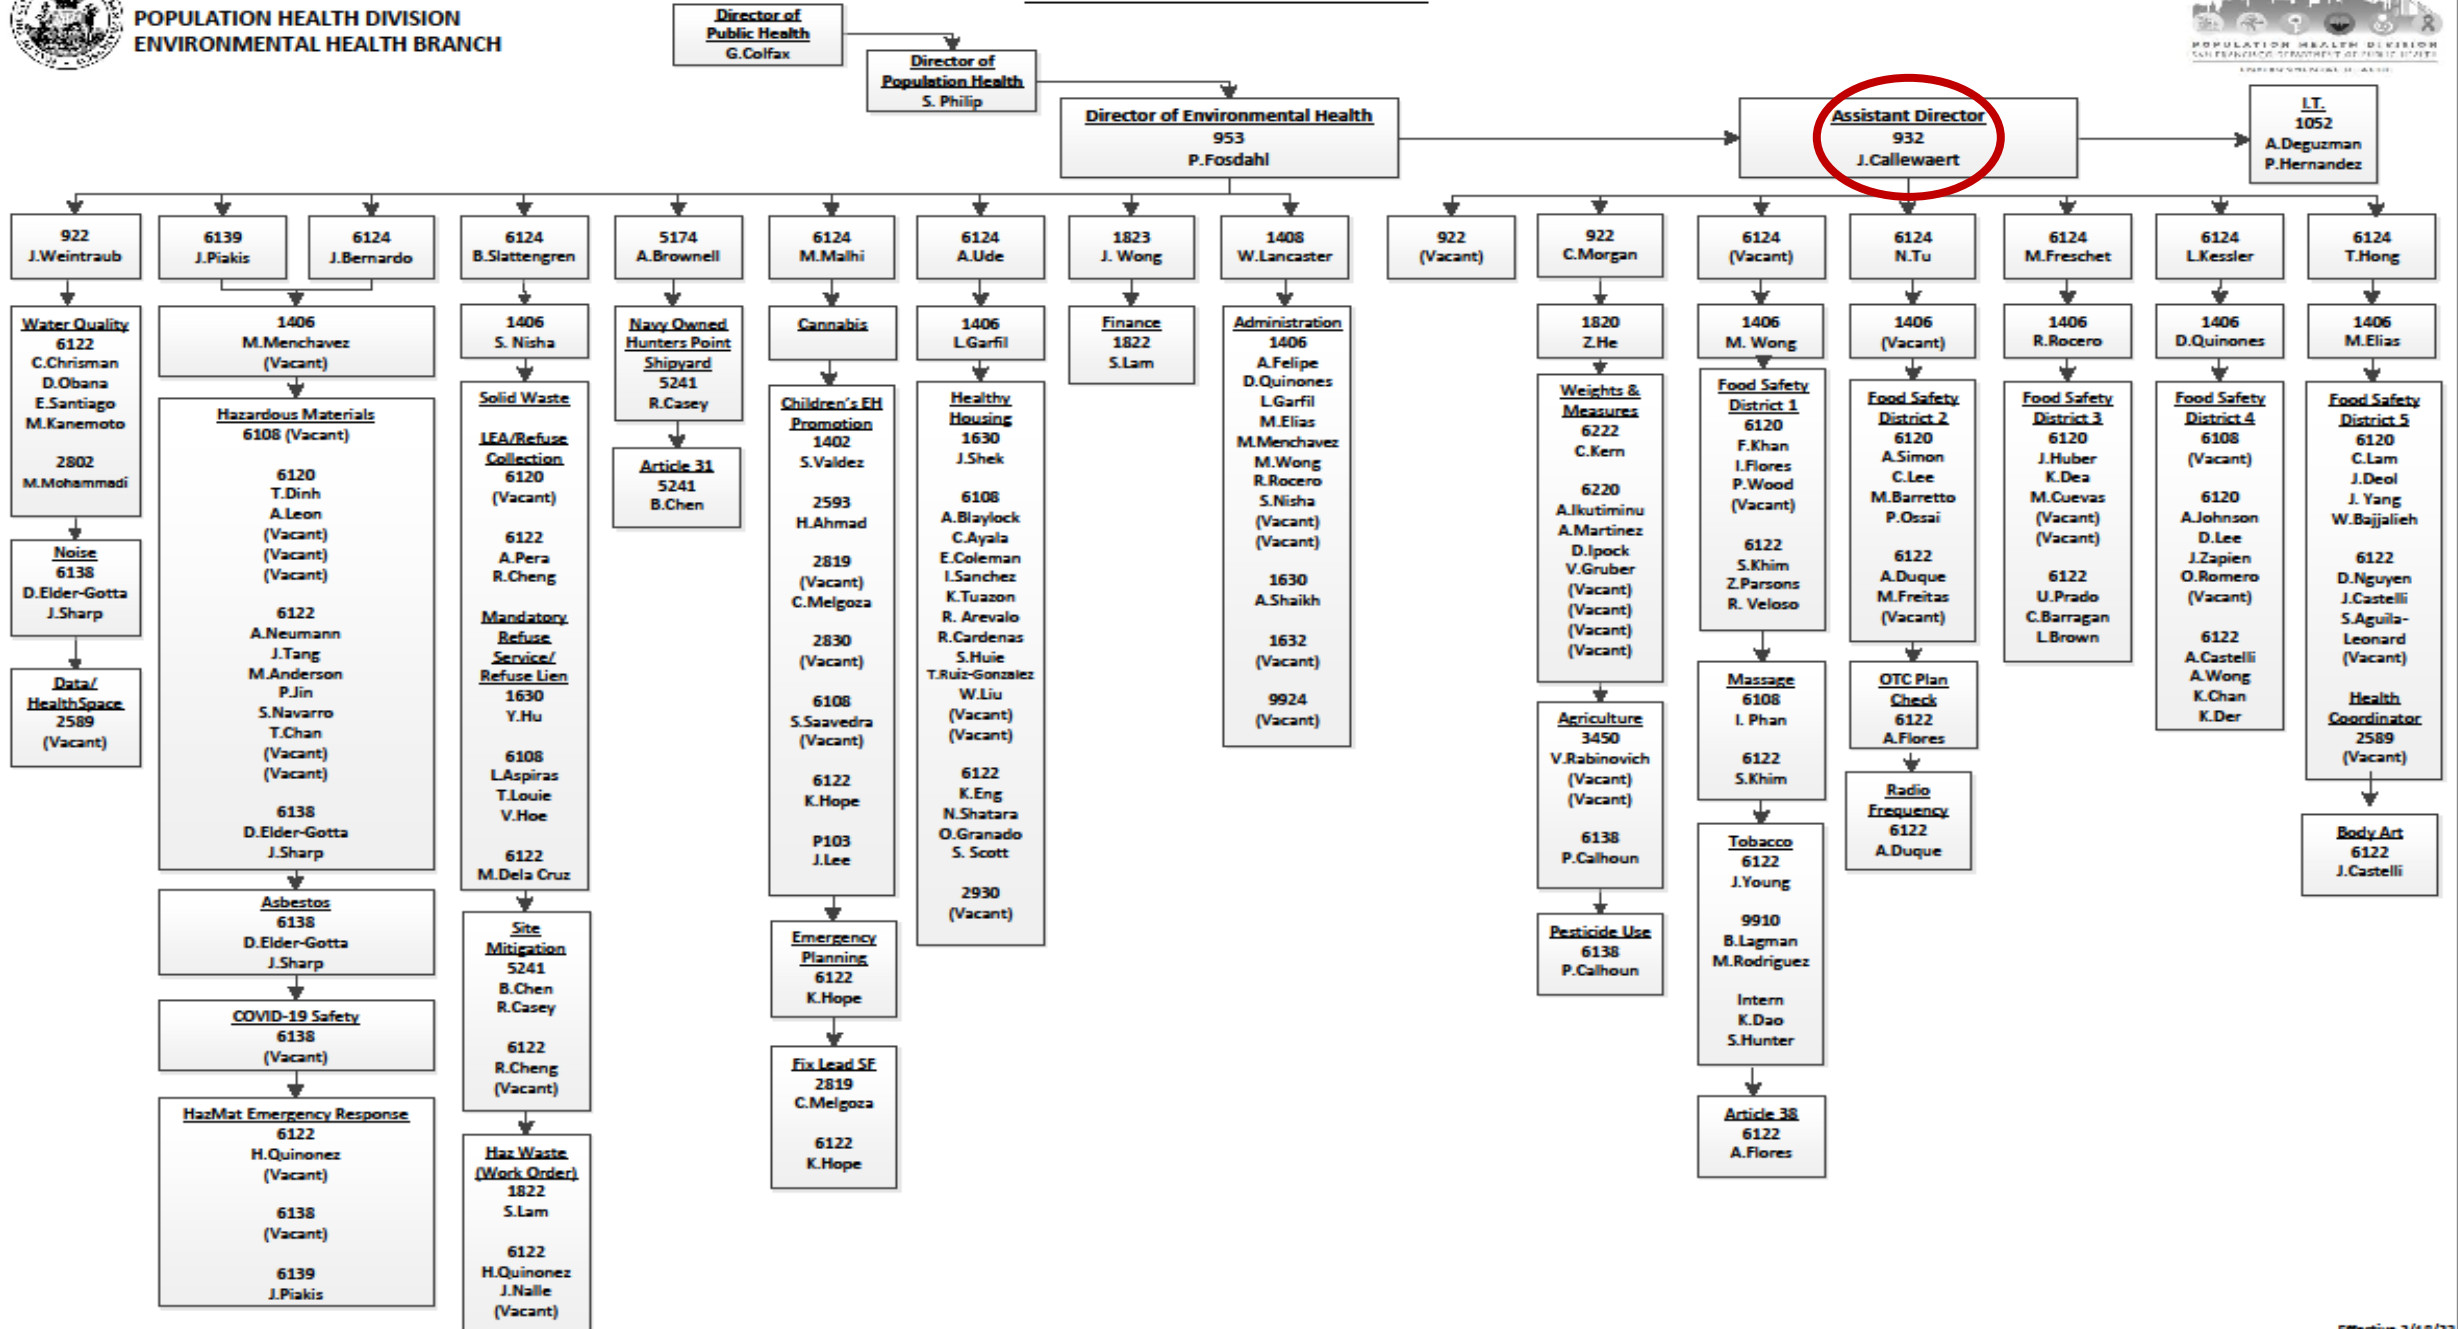 POPULATION HEALTH DIVISION
ENVIRONMENTAL HEALTH BRANCH
Director of
Public Health
G.Colfax
Director of
Population Health
S. Philip
Director of Environmental Health
953
P.Fosdahl
Assistant Director
932
J.Callewaert
I.T.
1052
A.Deguzman
P.Hernandez
POPULATION HEALTH DIVISION
SAN FRANCISCO DEPARTMENT OF PUBLIC HEALTH
922
J.Weintraub
6139
J.Piakis
6124
J.Bernardo
6124
B.Slattengren
5174
A.Brownell
6124
M.Malhi
6124
A.Ude
1823
J. Wong
1408
W.Lancaster
922
(Vacant)
922
C.Morgan
6124
(Vacant)
6124
N.Tu
6124
M.Freschet
6124
L.Kessler
6124
T.Hong
Water Quality
6122
C.Chrisman
D.Obana
E.Santiago
M.Kanemoto
2802
M.Mohammadi
Noise
6138
D.Elder-Gotta
J.Sharp
Data/
HealthSpace
2589
(Vacant)
1406
M.Menchavez
(Vacant)
Hazardous Materials
6108 (Vacant)
6120
T.Dinh
A.Leon
(Vacant)
(Vacant)
(Vacant)
6122
A.Neumann
J.Tang
M.Anderson
P.Jin
S.Navarro
T.Chan
(Vacant)
(Vacant)
6138
D.Elder-Gotta
J.Sharp
Asbestos
6138
D.Elder-Gotta
J.Sharp
COVID-19 Safety
6138
(Vacant)
HazMat Emergency Response
6122
H.Quinonez
(Vacant)
6138
(Vacant)
6139
J.Piakis
1406
S. Nisha
Solid Waste
LEA/Refuse
Collection
6120
(Vacant)
6122
A.Pera
R.Cheng
Mandatory
Refuse
Service/
Refuse Lien
1630
Y.Hu
6108
L.Aspiras
T.Louie
V.Hoe
6122
M.Dela Cruz
Site
Mitigation
5241
B.Chen
R.Casey
6122
R.Cheng
(Vacant)
Haz Waste
(Work Order)
1822
S.Lam
6122
H.Quinonez
J.Nalle
(Vacant)
Navy Owned
Hunters Point
Shipyard
5241
R.Casey
Article 31
5241
B.Chen
Cannabis
Children's EH
Promotion
1402
S.Valdez
2593
H.Ahmad
2819
(Vacant)
C.Melgoza
2830
(Vacant)
6108
S.Saavedra
(Vacant)
6122
K.Hope
P103
J.Lee
Emergency
Planning
6122
K.Hope
Fix Lead SF
2819
C.Melgoza
6122
K.Hope
1406
L.Garfil
Healthy
Housing
1630
J.Shek
6108
A.Blaylock
C.Ayala
E.Coleman
I.Sanchez
K.Tuazon
R. Arevalo
R.Cardenas
S.Huie
T.Ruiz-Gonzalez
W.Liu
(Vacant)
(Vacant)
6122
K.Eng
N.Shatara
O.Granado
S. Scott
2930
(Vacant)
Finance
1822
S.Lam
Administration
1406
A.Felipe
D.Quinones
L.Garfil
M.Elias
M.Menchavez
M.Wong
R.Rocero
S.Nisha
(Vacant)
(Vacant)
1630
A.Shaikh
1632
(Vacant)
9924
(Vacant)
1820
Z.He
Weights &
Measures
6222
C.Kern
6220
A.Ikutiminu
A.Martinez
D.Ipock
V.Gruber
(Vacant)
(Vacant)
(Vacant)
(Vacant)
Agriculture
3450
V.Rabinovich
(Vacant)
(Vacant)
6138
P.Calhoun
Pesticide Use
6138
P.Calhoun
1406
M. Wong
Food Safety
District 1
6120
F.Khan
I.Flores
P.Wood
(Vacant)
6122
S.Khim
Z.Parsons
R. Veloso
Massage
6108
I. Phan
6122
S.Khim
Tobacco
6122
J.Young
9910
B.Lagman
M.Rodriguez
Intern
K.Dao
S.Hunter
Article 38
6122
A.Flores
1406
(Vacant)
Food Safety
District 2
6120
A.Simon
C.Lee
M.Barretto
P.Ossai
6122
A.Duque
M.Freitas
(Vacant)
OTC Plan
Check
6122
A.Flores
Radio
Frequency
6122
A.Duque
1406
R.Rocero
Food Safety
District 3
6120
J.Huber
K.Dea
M.Cuevas
(Vacant)
(Vacant)
6122
U.Prado
C.Barragan
L.Brown
1406
D.Quinones
Food Safety
District 4
6108
(Vacant)
6120
A.Johnson
D.Lee
J.Zapien
O.Romero
(Vacant)
6122
A.Castelli
A.Wong
K.Chan
K.Der
1406
M.Elias
Food Safety
District 5
6120
C.Lam
J.Deol
J. Yang
W.Bajjalieh
6122
D.Nguyen
J.Castelli
S.Aguila-
Leonard
(Vacant)
Health
Coordinator
2589
(Vacant)
Body Art
6122
J.Castelli